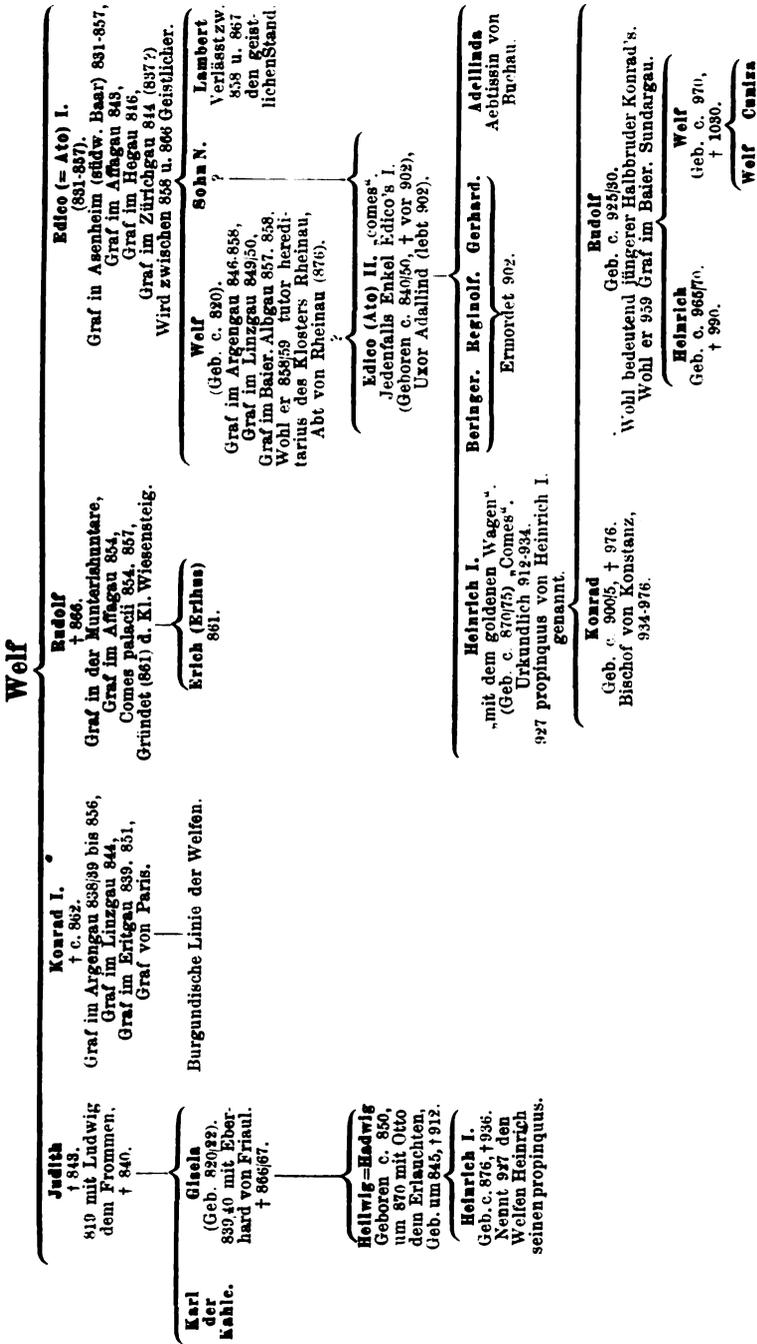 Welf
Judith
† 843.
819 mit Ludwig
dem Frommen,
† 840.
Konrad I.
† c. 862.
Graf im Argengau 838/39 bis 856,
Graf im Linzgau 844,
Graf im Eritgau 839. 851,
Graf von Paris.
Rudolf
† 866.
Graf in der Muntarishuntare,
Graf im Affagau 854,
Comes palacii 854. 857,
Gründet (861) d. Kl. Wiesensteig.
Edico (= Ato) I.
(831-857).
Graf in Asenheim (südw. Baar) 831-857,
Graf im Affagau 843,
Graf im Hegau 846,
Graf im Zürichgau 844 (837?)
Wird zwischen 858 u. 866 Geistlicher.
Karl
der
Kahle.
Gisela
(Geb. 820/22).
839/40 mit Eber-
hard von Friaul.
† 866/67.
Burgundische Linie der Welfen.
Erich (Erihus)
861.
Welf
(Geb. c. 820).
Graf im Argengau 846-858,
Graf im Linzgau 849/50,
Graf im Baier. Albgau 857. 858.
Wohl er 858/59 tutor heredi-
tarius des Klosters Rheinau,
Abt von Rheinau (876).
?
Sohn N.
?
Lambert
Verlässt zw.
858 u. 867
den geist-
lichen Stand.
Edico (Ato) II. „comes“.
Jedenfalls Enkel Edico's I.
(Geboren c. 840/50, † vor 902),
Uxor Adallind (lebt 902).
Heilwig=Hadwig
Geboren c. 850,
um 870 mit Otto
dem Erlauchten,
Geb. um 845, † 912.
Heinrich I.
Geb. c. 876, † 936.
Nennt 927 den
Welfen Heinrich
seinen propinquus.
Heinrich I.
„mit dem goldenen Wagen“.
(Geb. c. 870/75) „Comes“.
Urkundlich 912-934.
927 propinquus von Heinrich I.
genannt.
Beringer. Reginolf. Gerhard.
Ermordet 902.
Adellinda
Aebtissin von
Buchau.
Konrad
Geb. c. 900/5, † 976.
Bischof von Konstanz,
934-976.
Rudolf
Geb. c. 925/30.
Wohl bedeutend jüngerer Halbbruder Konrad's.
Wohl er 959 Graf im Baier. Sundargau.
Heinrich
Geb. c. 965/70.
† 990.
Welf
Geb. c. 970,
† 1030.
Welf Cuniza